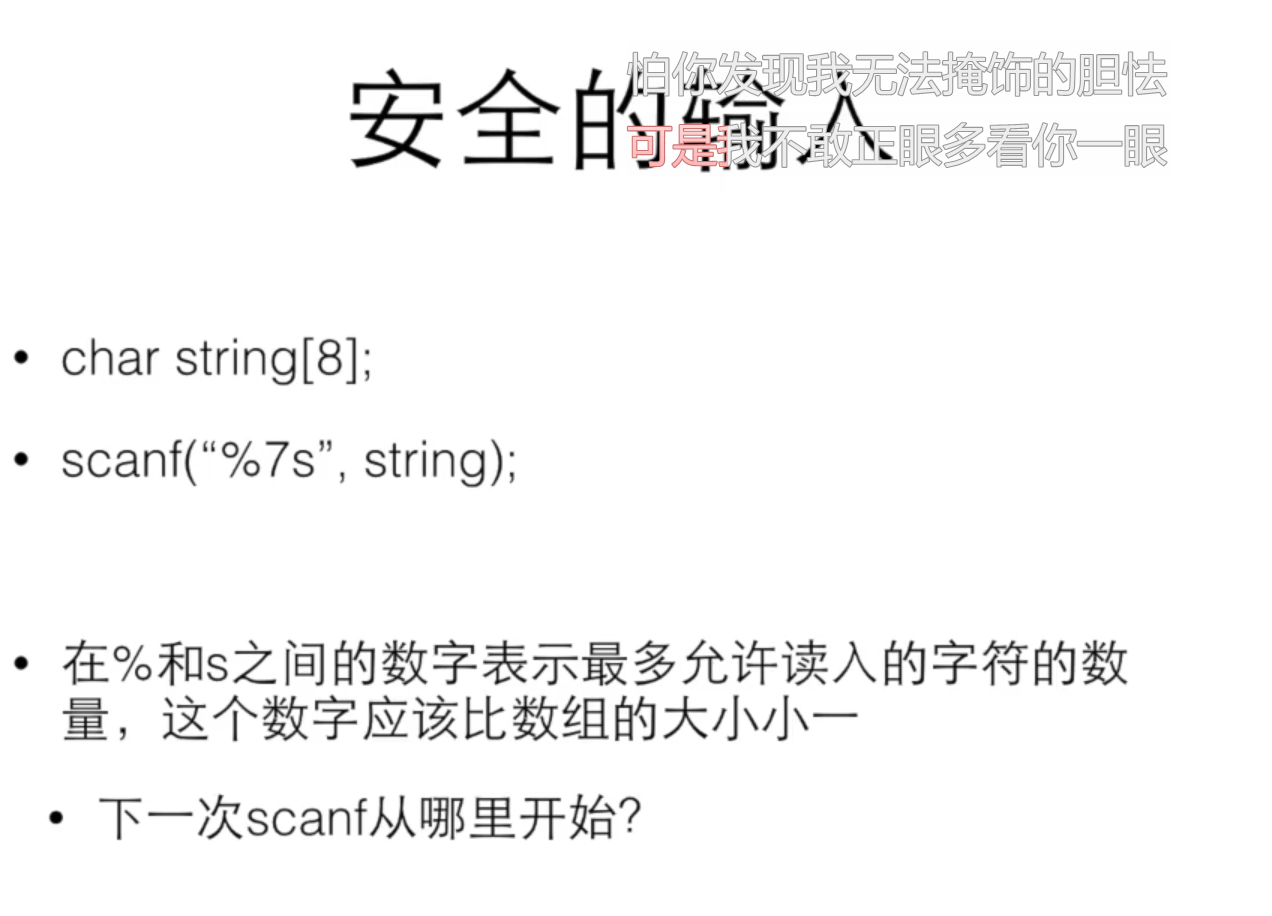 安全的输入
怕你发现我无法掩饰的胆怯
可是我不敢正眼多看你一眼
• char string[8];
• scanf(“%7s”, string);
• 在%和s之间的数字表示最多允许读入的字符的数
量，这个数字应该比数组的大小小一
• 下一次scanf从哪里开始?